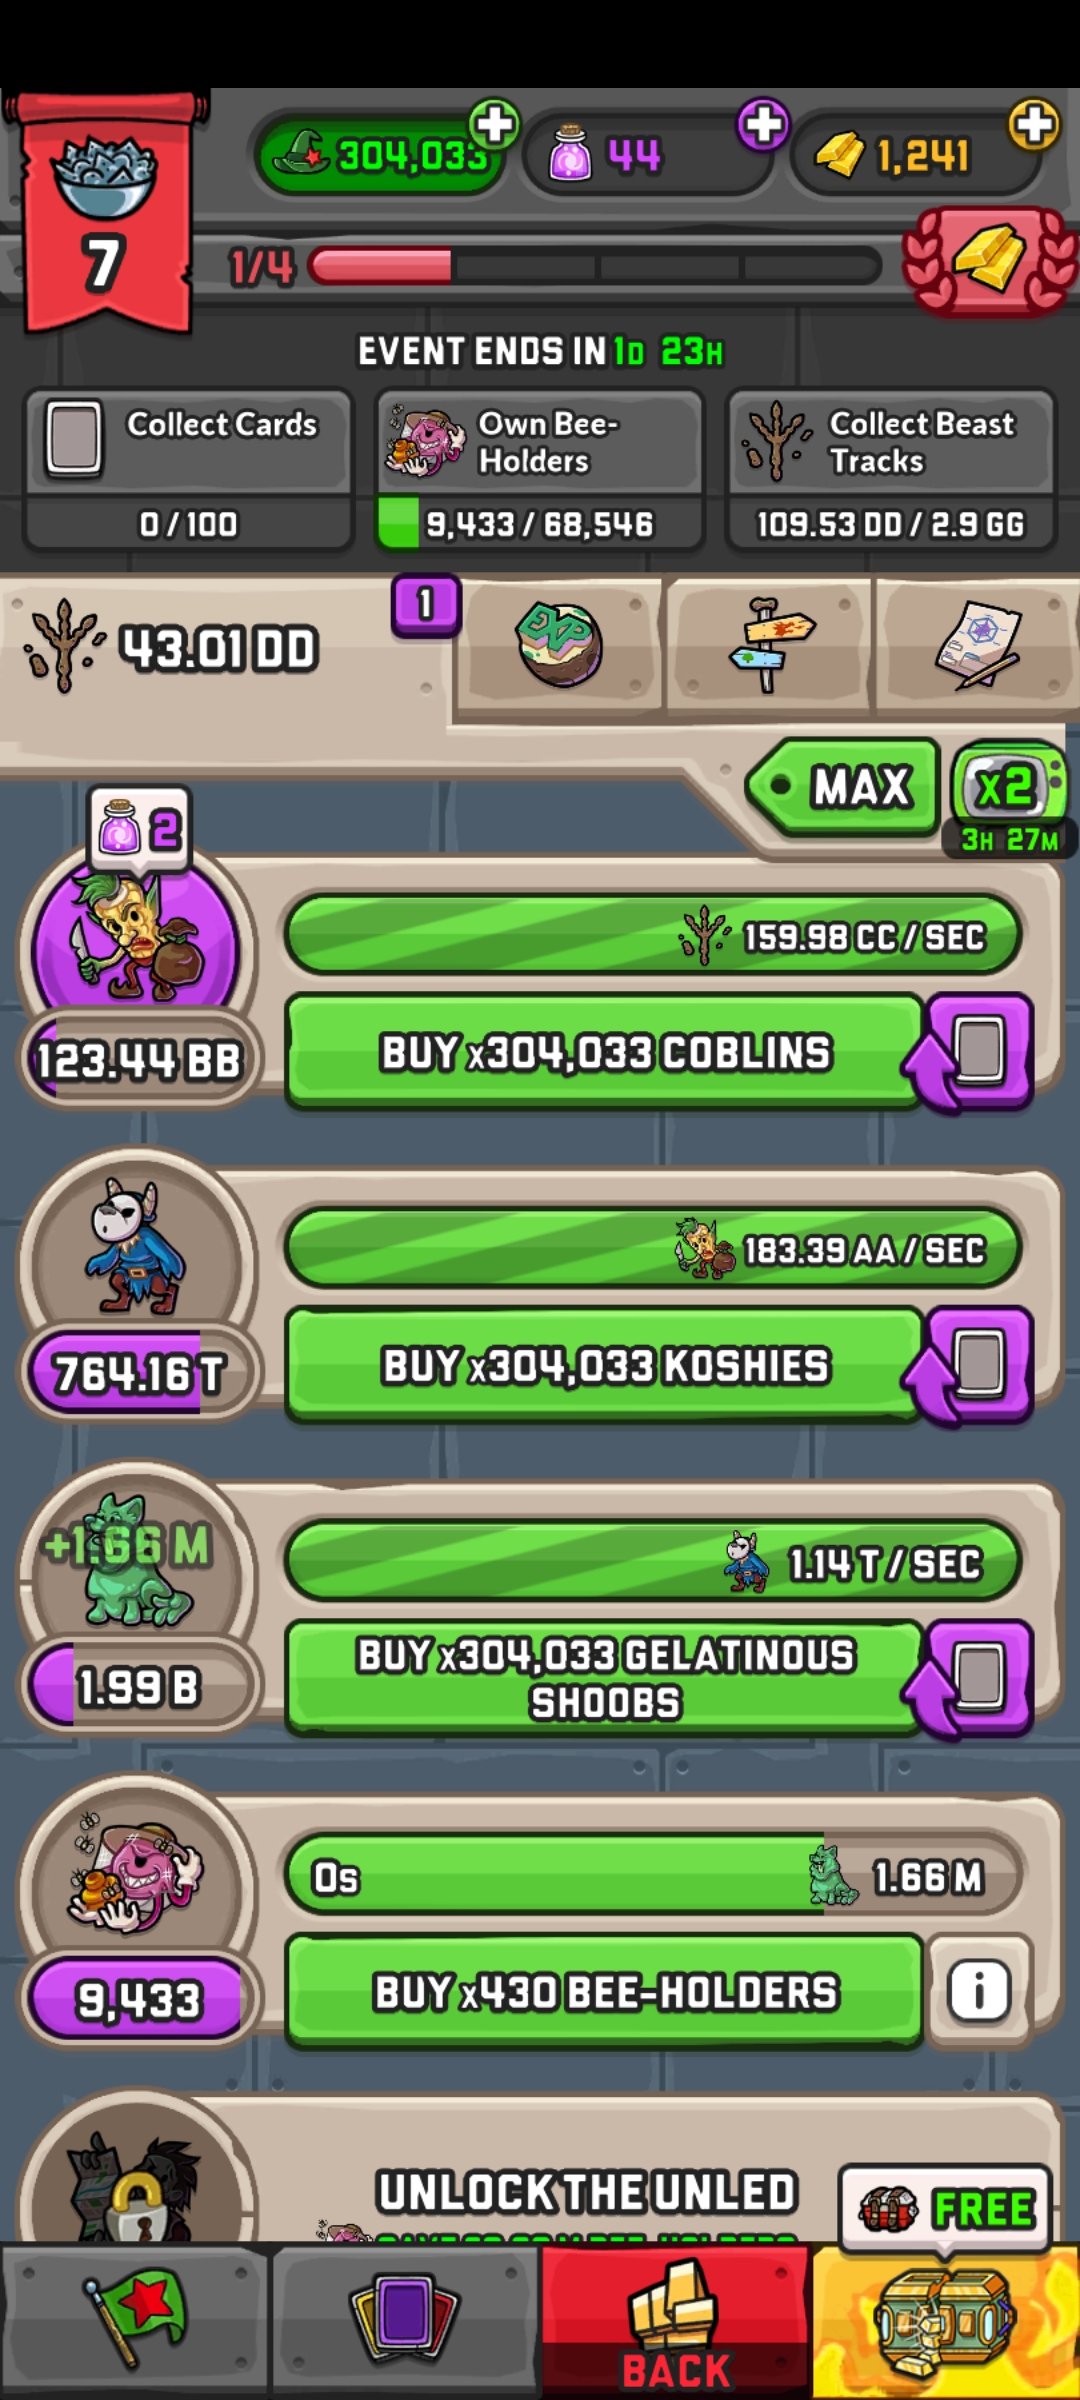 304,033
44
1,241
7
1/4
EVENT ENDS IN 1D 23H
Collect Cards
0 / 100
Own Bee-
Holders
9,433 / 68,546
Collect Beast
Tracks
109.53 DD / 2.9 GG
43.01 DD
1
EXP
MAX
x2
3H 27M
2
159.98 CC / SEC
123.44 BB
BUY x304,033 COBLINS
183.39 AA / SEC
764.16 T
BUY x304,033 KOSHIES
+1.66 M
1.14 T / SEC
1.99 B
BUY x304,033 GELATINOUS
SHOOBS
0s
1.66 M
9,433
BUY x430 BEE-HOLDERS
i
UNLOCK THE UNLED
FREE
BACK